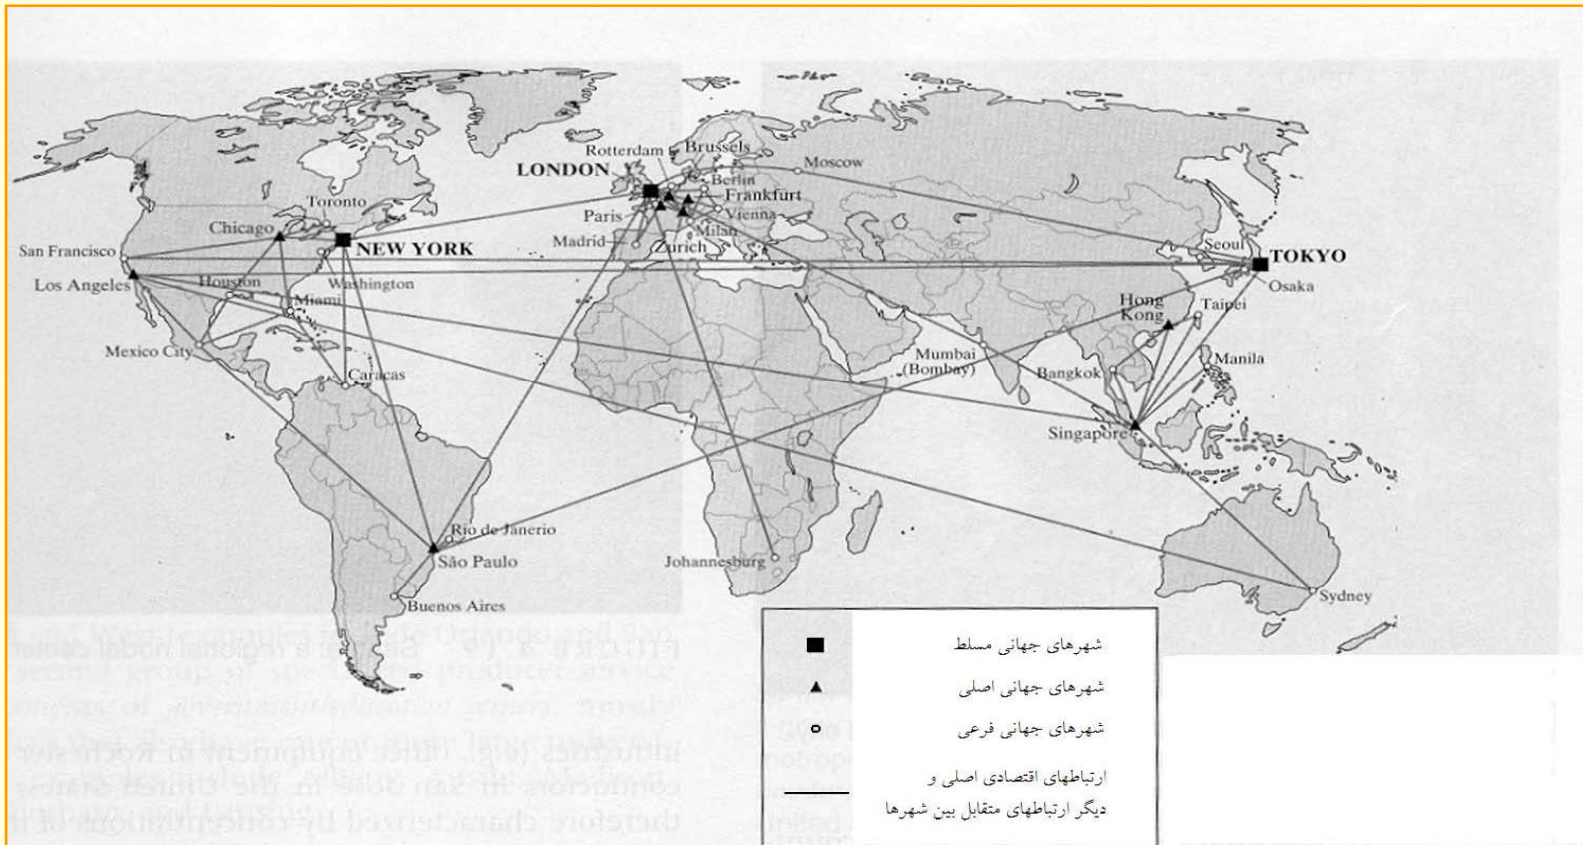 Rotterdam
Brussels
Moscow
LONDON
Berlin
Frankfurt
Toronto
Paris
Vienna
Chicago
Milan
San Francisco
NEW YORK
Madrid
Zurich
Seoul
TOKYO
Los Angeles
Houston
Washington
Osaka
Miami
Hong
Kong
Taipei
Mexico City
Mumbai
(Bombay)
Manila
Caracas
Bangkok
Singapore
Rio de Janerio
São Paulo
Johannesburg
Buenos Aires
Sydney
شهرهای جهانی مسلط
شهرهای جهانی اصلی
شهرهای جهانی فرعی
ارتباطهای اقتصادی اصلی و
دیگر ارتباطهای متقابل بین شهرها